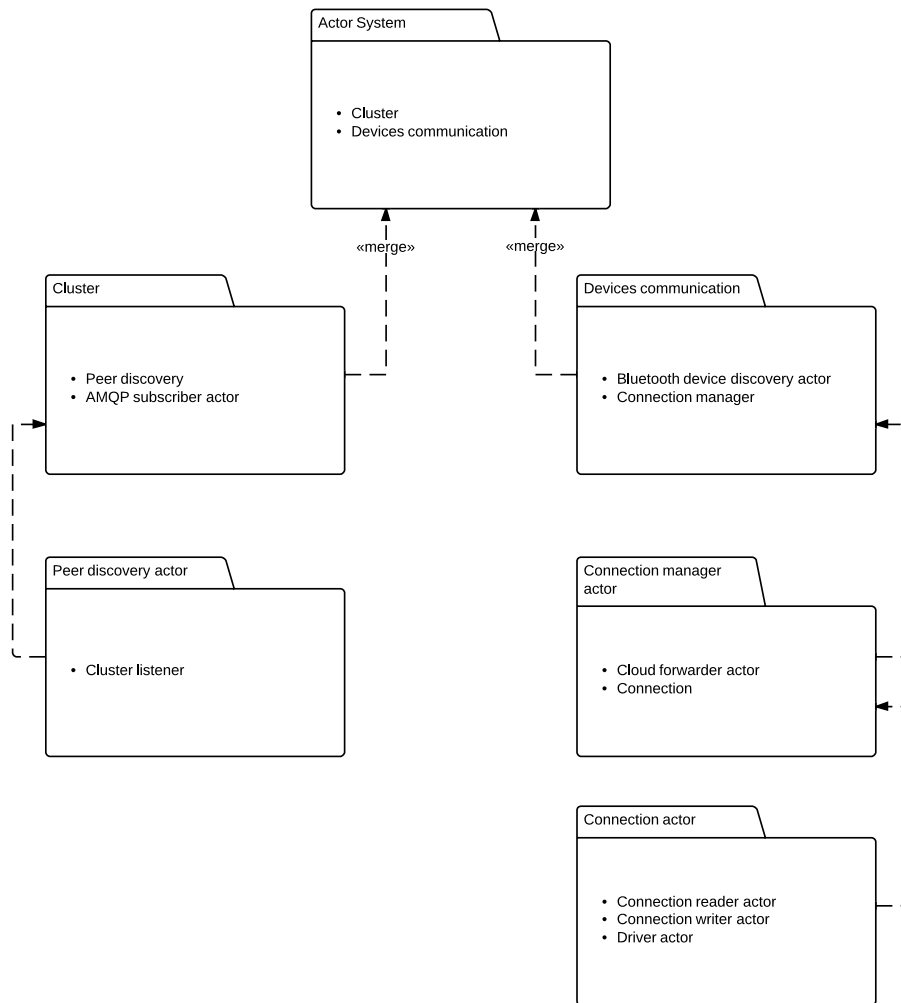 Actor System
• Cluster
• Devices communication
«merge»
«merge»
Cluster
• Peer discovery
• AMQP subscriber actor
Devices communication
• Bluetooth device discovery actor
• Connection manager
Peer discovery actor
• Cluster listener
Connection manager
actor
• Cloud forwarder actor
• Connection
Connection actor
• Connection reader actor
• Connection writer actor
• Driver actor